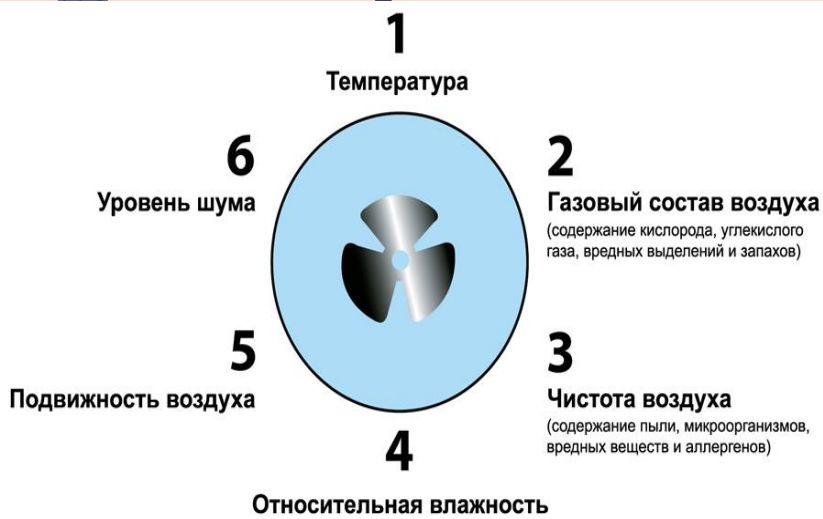 1
Температура
2
Газовый состав воздуха
(содержание кислорода, углекислого
газа, вредных выделений и запахов)
3
Чистота воздуха
(содержание пыли, микроорганизмов,
вредных веществ и аллергенов)
4
Относительная влажность
5
Подвижность воздуха
6
Уровень шума